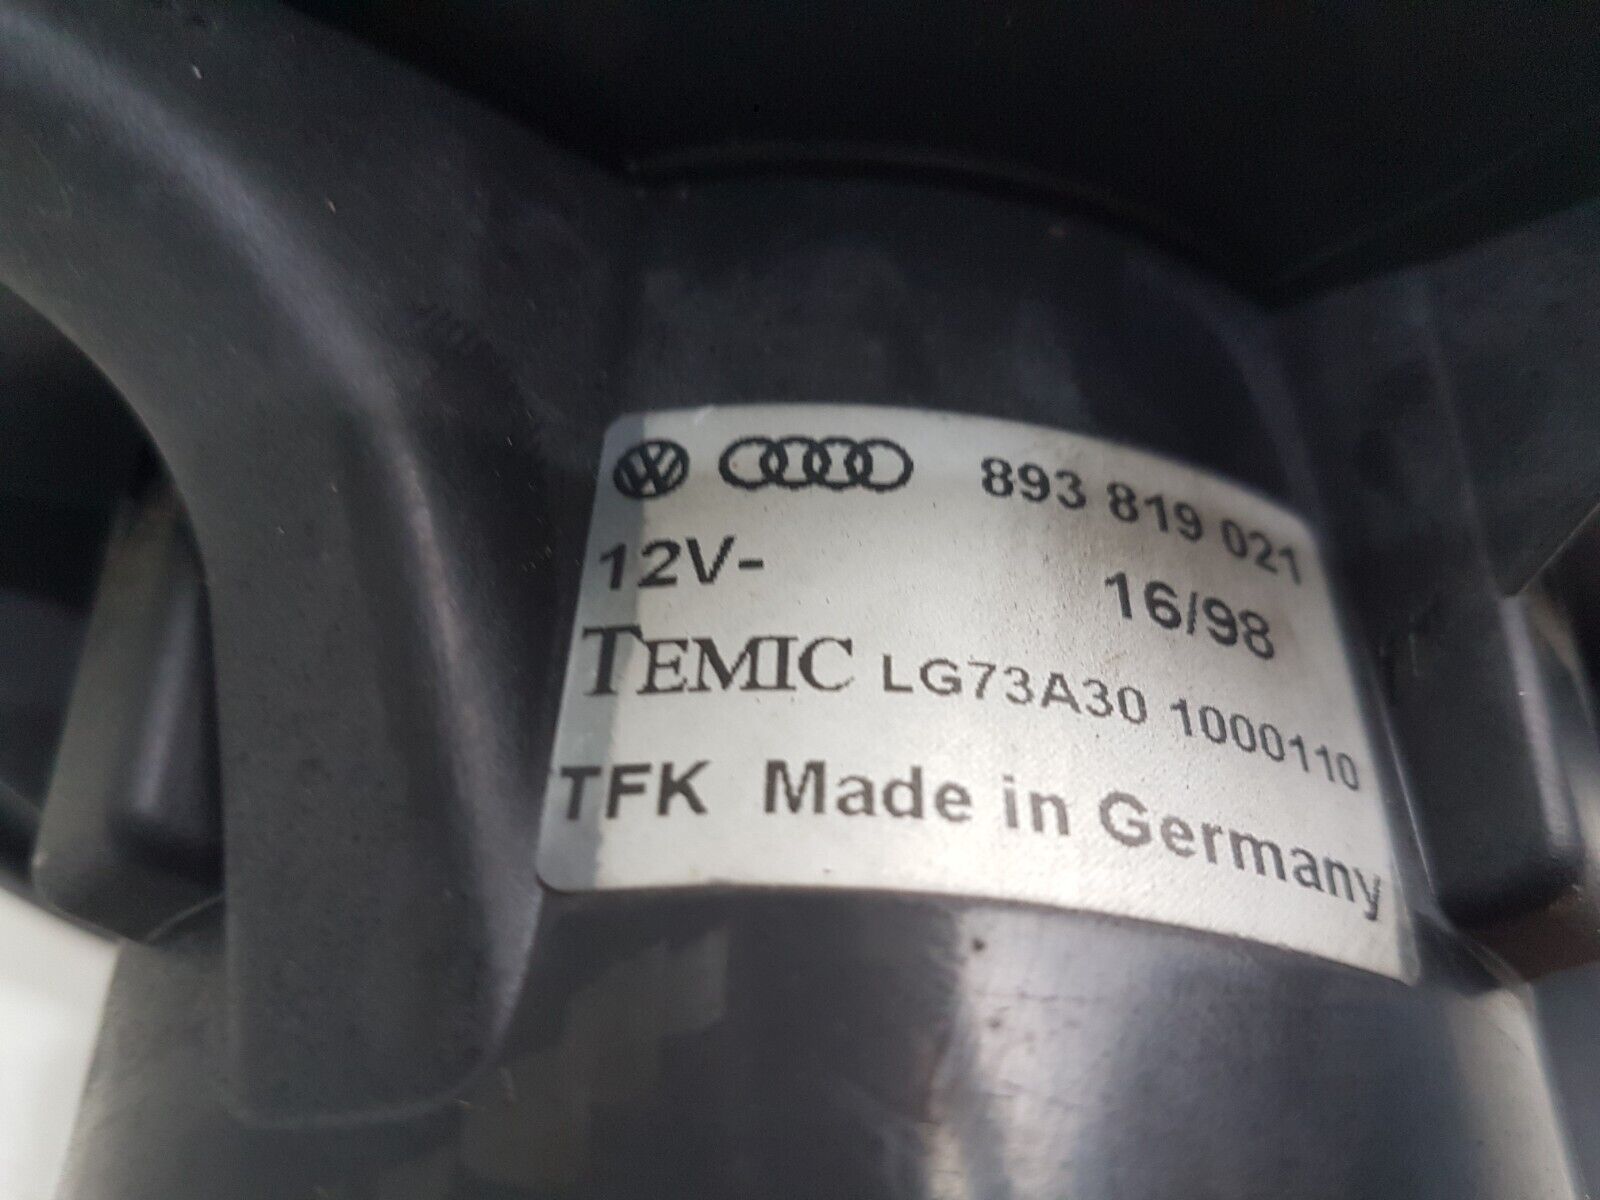 893 819 021
12V- 16/98
TEMIC LG73A30 1000110
TFK Made in Germany